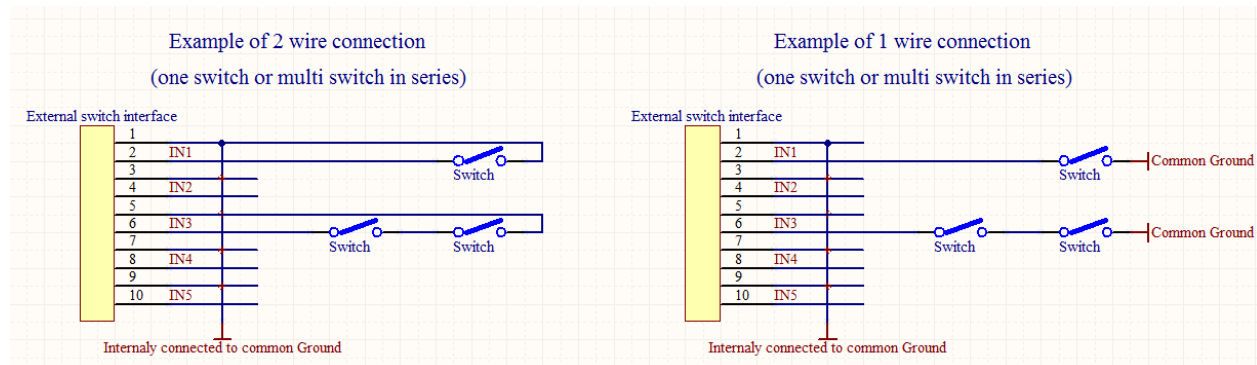 Example of 2 wire connection
(one switch or multi switch in series)
External switch interface
1
2 IN1
Switch
3
4 IN2
5
6 IN3
Switch Switch
7
8 IN4
9
10 IN5
Internaly connected to common Ground
Example of 1 wire connection
(one switch or multi switch in series)
External switch interface
1
2 IN1
Common Ground
Switch
3
4 IN2
5
6 IN3
Common Ground
Switch Switch
7
8 IN4
9
10 IN5
Internaly connected to common Ground